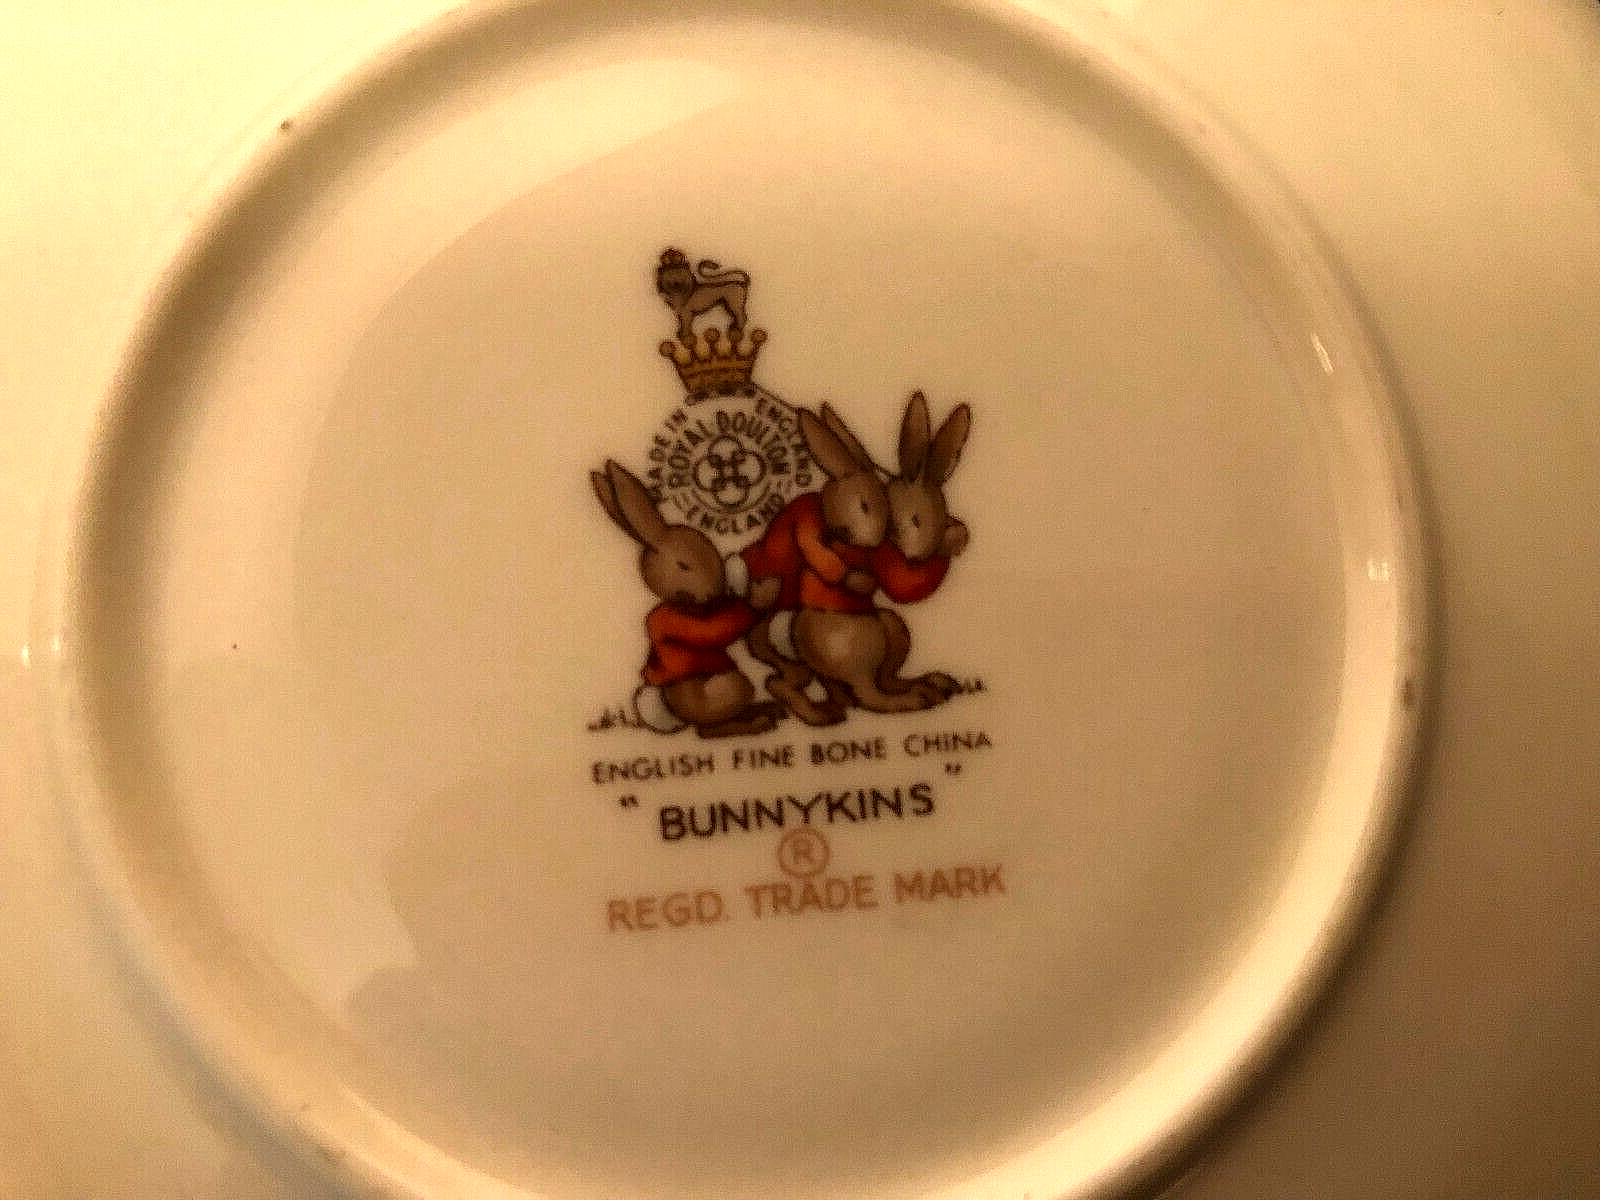 MADE IN ENGLAND
ROYAL DOULTON
ENGLAND
ENGLISH FINE BONE CHINA
"BUNNYKINS"
®
REGD. TRADE MARK